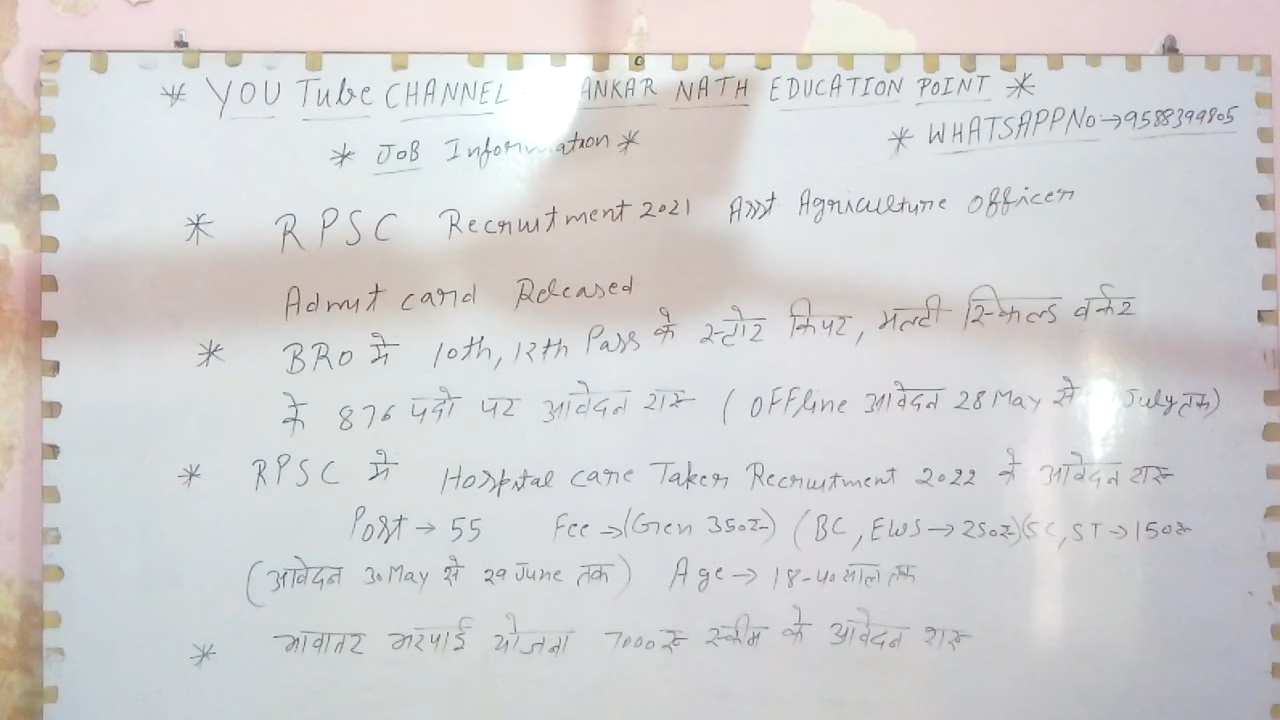 * YOU Tube CHANNEL ANKAR NATH EDUCATION POINT *
* WHATSAPP No → 9588399805
* JOB Information *
* RPSC Recruitment 2021 Asst Agriculture Officer
Admit card Released
* BRO मे 10th, 12th Pass के स्टोर किपर, मल्टी स्किल्ड वर्कर
के 876 पदो पर आवेदन शरू ( OFFline आवेदन 28 May से July तक)
* RPSC मे Hospital care Taker Recruitment 2022 के आवेदन शरू
Post → 55 Fee → (Gen 350रु) (BC, EWS → 250रु) (SC, ST → 150रु
(आवेदन 30 May से 29 June तक) Age → 18-40 साल तक
* भावातर भरपाई योजना 7000 रू स्कीम के आवेदन शरू